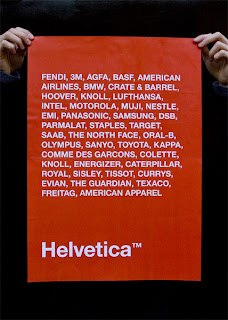 FENDI, 3M, AGFA, BASF, AMERICAN
AIRLINES, BMW, CRATE & BARREL,
HOOVER, KNOLL, LUFTHANSA,
INTEL, MOTOROLA, MUJI, NESTLE,
EMI, PANASONIC, SAMSUNG, DSB,
PARMALAT, STAPLES, TARGET,
SAAB, THE NORTH FACE, ORAL-B,
OLYMPUS, SANYO, TOYOTA, KAPPA,
COMME DES GARCONS, COLETTE,
KNOLL, ENERGIZER, CATERPILLAR,
ROYAL, SISLEY, TISSOT, CURRYS,
EVIAN, THE GUARDIAN, TEXACO,
FREITAG, AMERICAN APPAREL
Helvetica™